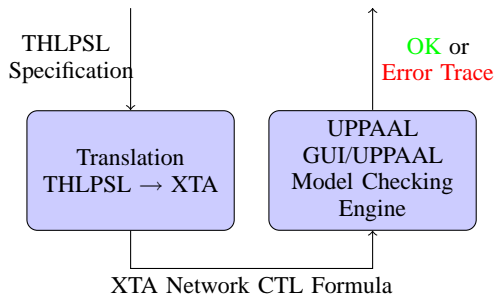 THLPSL
Specification
OK or
Error Trace
Translation
THLPSL → XTA
UPPAAL
GUI/UPPAAL
Model Checking
Engine
XTA Network CTL Formula